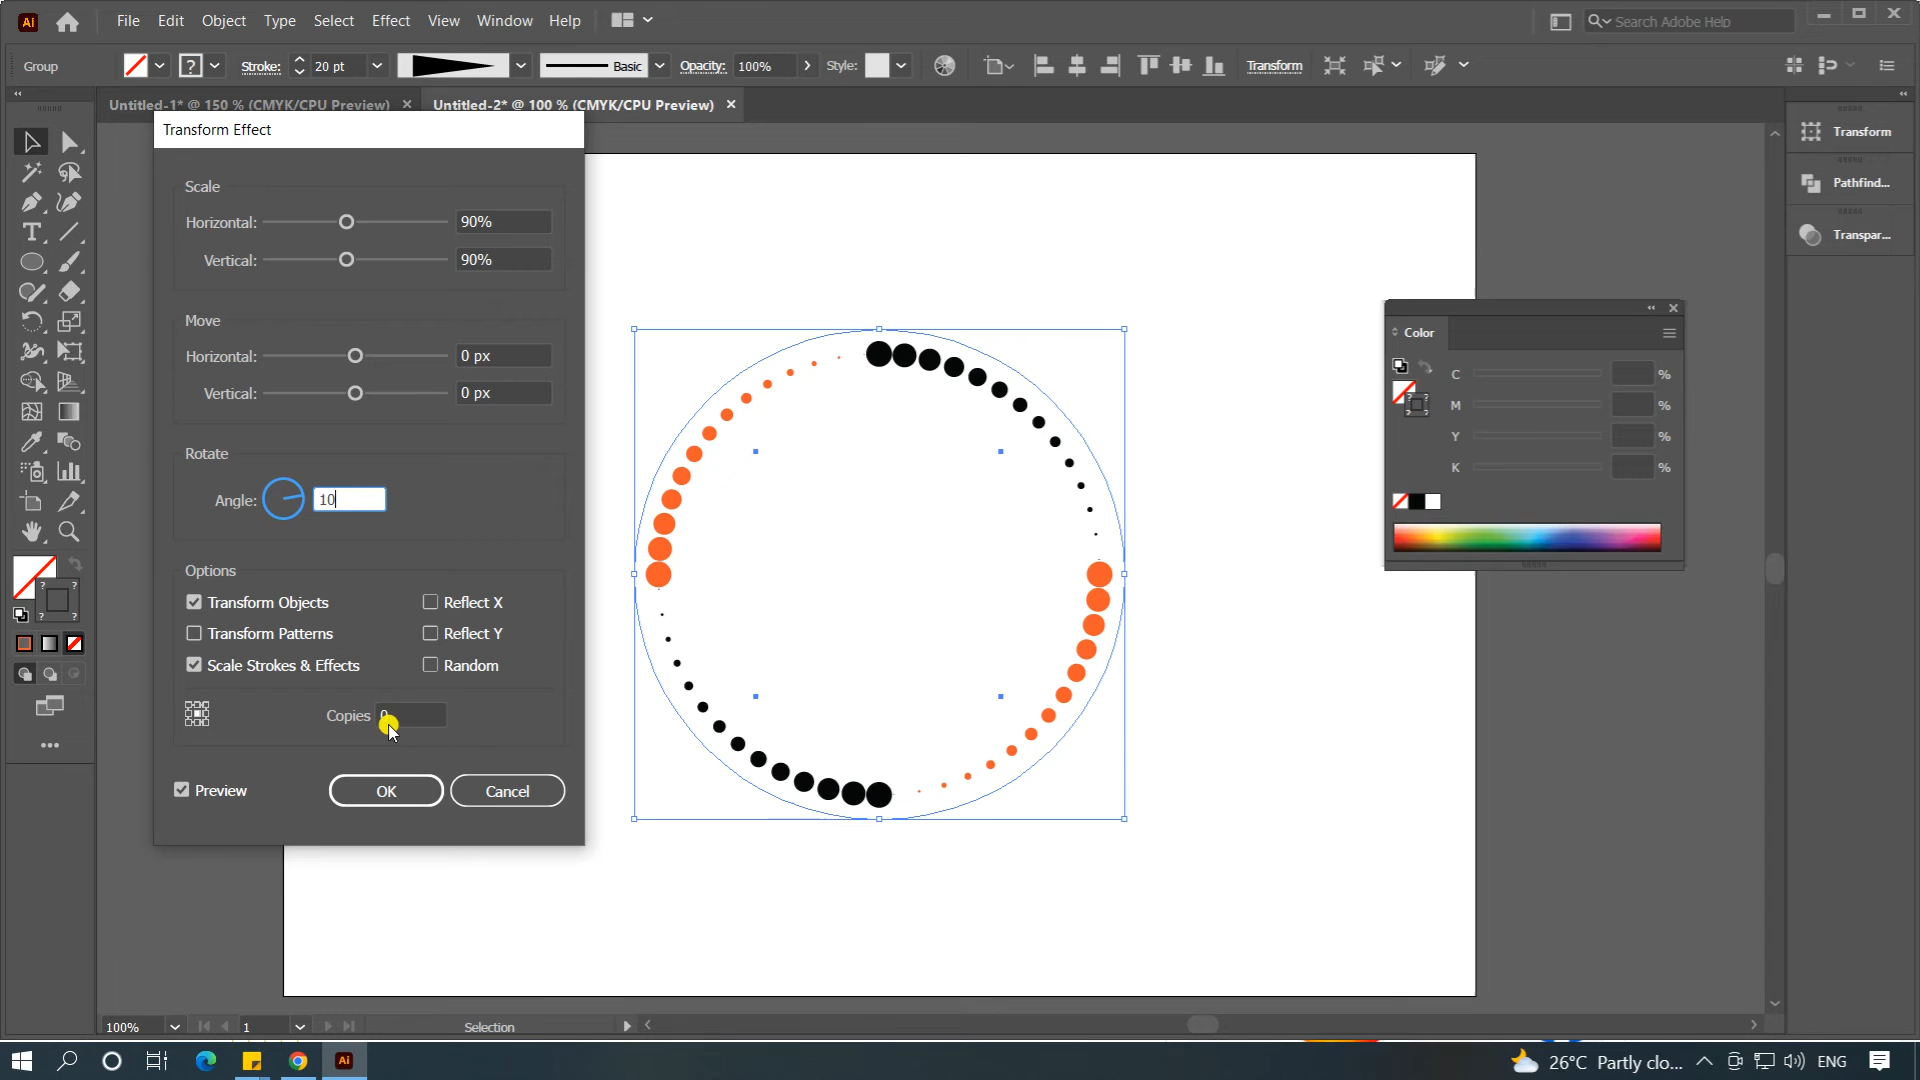 Ai File Edit Object Type Select Effect View Window Help Search Adobe Help
Group ? Stroke: 20 pt Basic Opacity: 100% Style: Transform
Untitled-1* @ 150 % (CMYK/CPU Preview) × Untitled-2* @ 100 % (CMYK/CPU Preview) ×
Transform Effect
Scale
Horizontal: 90%
Vertical: 90%
Move
Horizontal: 0 px
Vertical: 0 px
Rotate
Angle: 10
Options
Transform Objects Reflect X
Transform Patterns Reflect Y
Scale Strokes & Effects Random
Copies 0
Preview OK Cancel
Transform
Pathfind...
Transpar...
Color
C %
M %
Y %
K %
T
? ?
? ?
100% 1 Selection
Ai 26°C Partly clo... ENG